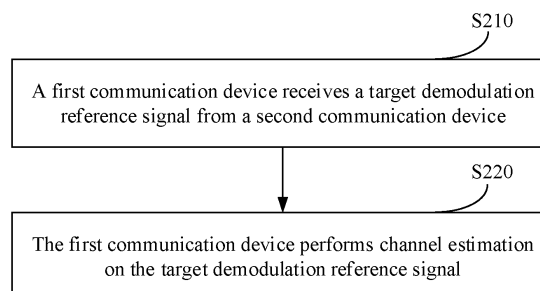 S210
A first communication device receives a target demodulation
reference signal from a second communication device
S220
The first communication device performs channel estimation
on the target demodulation reference signal